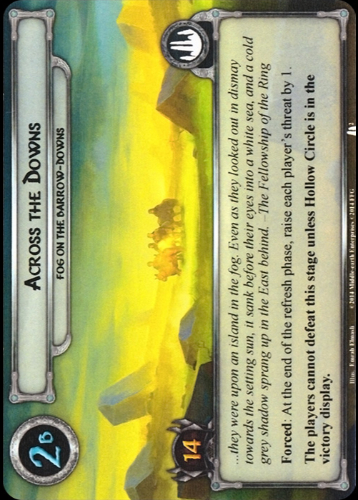 2B
ACROSS THE DOWNS
FOG ON THE BARROW-DOWNS
14
...they were upon an island in the fog. Even as they looked out in dismay
towards the setting sun, it sank before their eyes into a white sea, and a cold
grey shadow sprang up in the East behind. –The Fellowship of the Ring
Forced: At the end of the refresh phase, raise each player's threat by 1.
The players cannot defeat this stage unless Hollow Circle is in the
victory display.
Illus. Emrah Elmasli ©2014 Middle-earth Enterprises ©2014 FFG